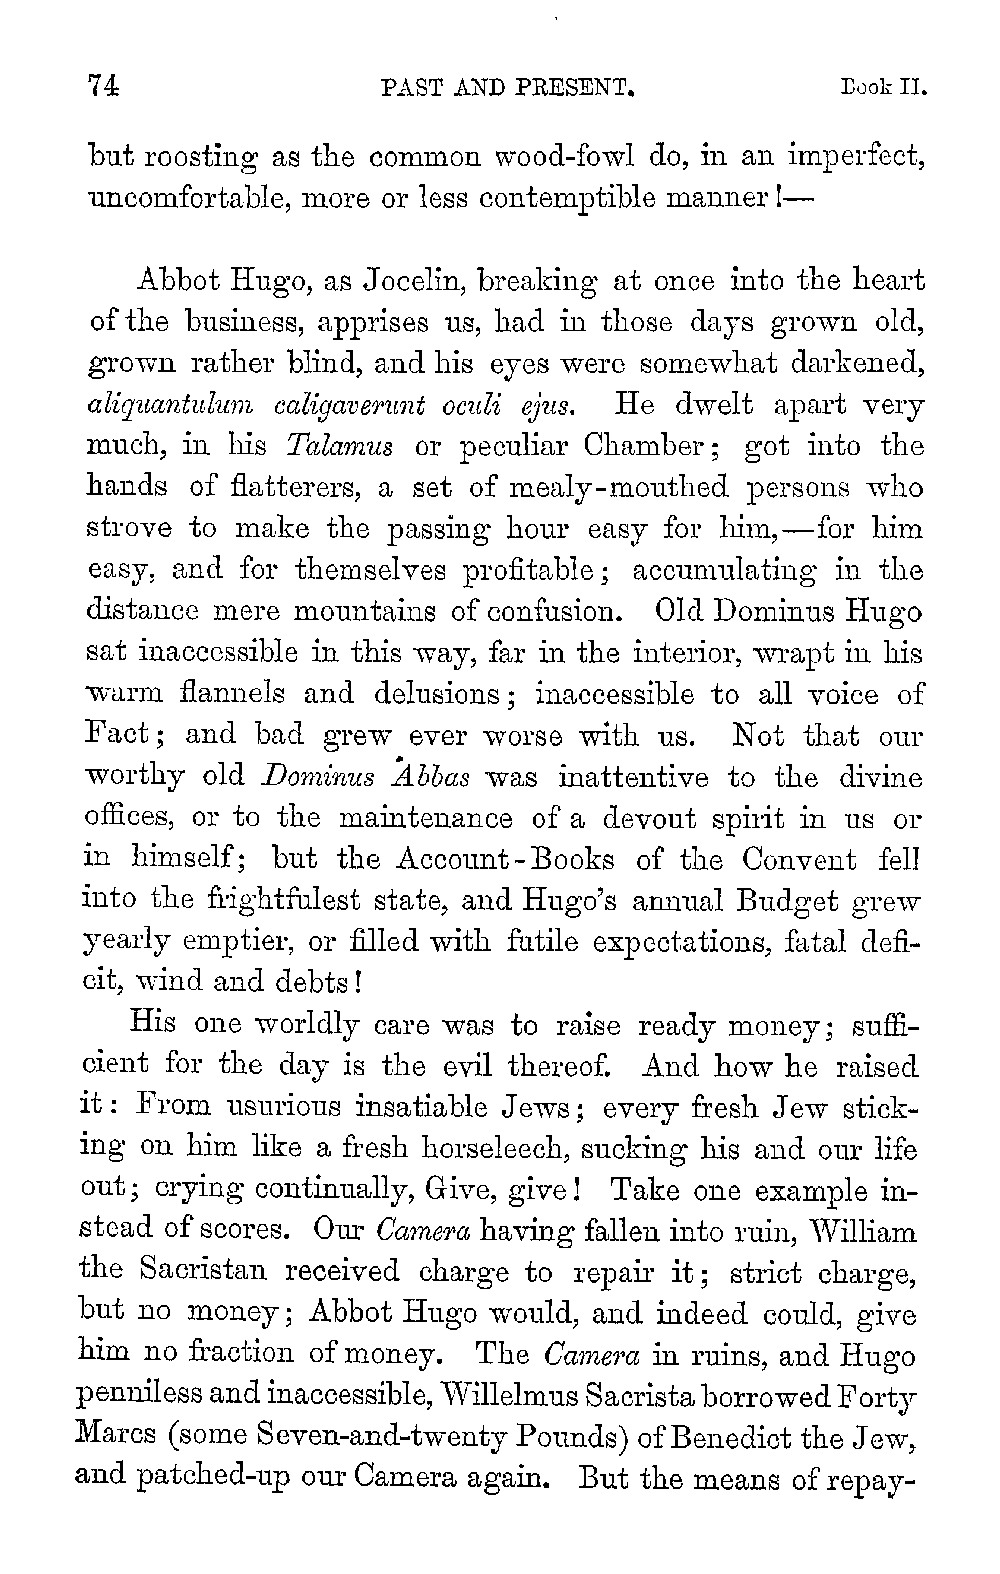 74 PAST AND PRESENT. Book II.
but roosting as the common wood-fowl do, in an imperfect,
uncomfortable, more or less contemptible manner!—
Abbot Hugo, as Jocelin, breaking at once into the heart
of the business, apprises us, had in those days grown old,
grown rather blind, and his eyes were somewhat darkened,
aliquantulum caligaverunt oculi ejus. He dwelt apart very
much, in his Talamus or peculiar Chamber; got into the
hands of flatterers, a set of mealy-mouthed persons who
strove to make the passing hour easy for him,—for him
easy, and for themselves profitable; accumulating in the
distance mere mountains of confusion. Old Dominus Hugo
sat inaccessible in this way, far in the interior, wrapt in his
warm flannels and delusions; inaccessible to all voice of
Fact; and bad grew ever worse with us. Not that our
worthy old Dominus Abbas was inattentive to the divine
offices, or to the maintenance of a devout spirit in us or
in himself; but the Account-Books of the Convent fell
into the frightfulest state, and Hugo's annual Budget grew
yearly emptier, or filled with futile expectations, fatal defi-
cit, wind and debts!
His one worldly care was to raise ready money; suffi-
cient for the day is the evil thereof. And how he raised
it: From usurious insatiable Jews; every fresh Jew stick-
ing on him like a fresh horseleech, sucking his and our life
out; crying continually, Give, give! Take one example in-
stead of scores. Our Camera having fallen into ruin, William
the Sacristan received charge to repair it; strict charge,
but no money; Abbot Hugo would, and indeed could, give
him no fraction of money. The Camera in ruins, and Hugo
penniless and inaccessible, Willelmus Sacrista borrowed Forty
Marcs (some Seven-and-twenty Pounds) of Benedict the Jew,
and patched-up our Camera again. But the means of repay-